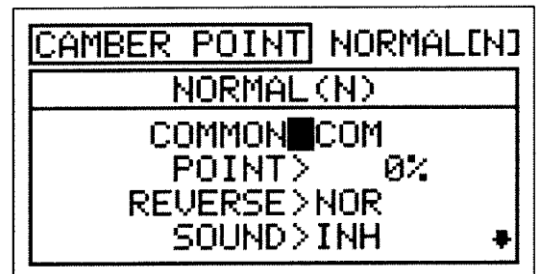 CAMBER POINT NORMAL[N]
NORMAL(N)
COMMON COM
POINT> 0%
REVERSE>NOR
SOUND>INH